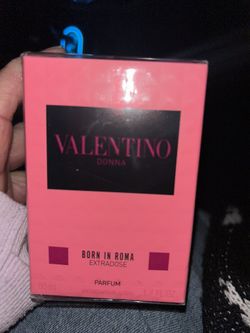 VALENTINO
DONNA
BORN IN ROMA
EXTRADOSE
PARFUM